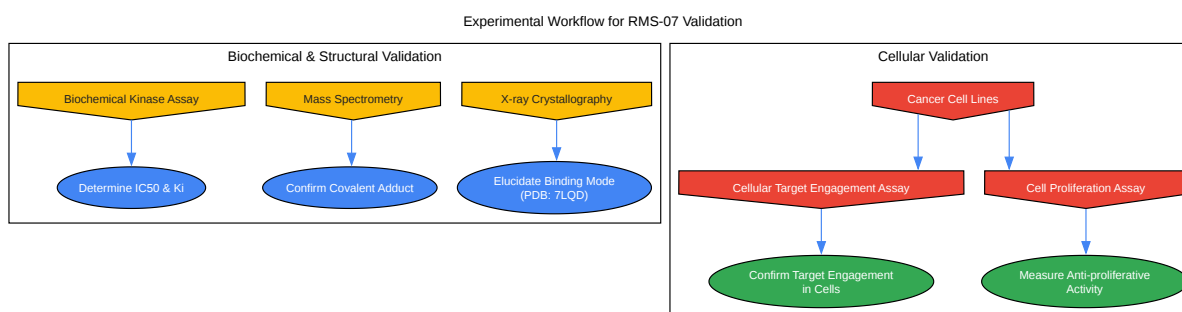 Experimental Workflow for RMS-07 Validation
Biochemical & Structural Validation
Biochemical Kinase Assay
Mass Spectrometry
X-ray Crystallography
Determine IC50 & Ki
Confirm Covalent Adduct
Elucidate Binding Mode
(PDB: 7LQD)
Cellular Validation
Cancer Cell Lines
Cellular Target Engagement Assay
Cell Proliferation Assay
Confirm Target Engagement
in Cells
Measure Anti-proliferative
Activity